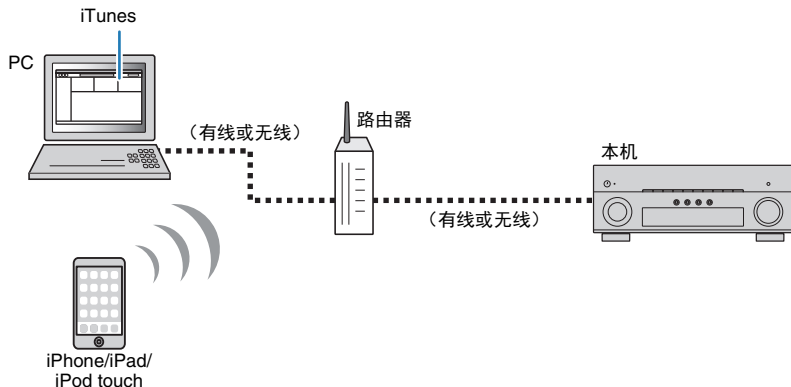 iTunes
PC
（有线或无线）
路由器
本机
（有线或无线）
iPhone/iPad/
iPod touch